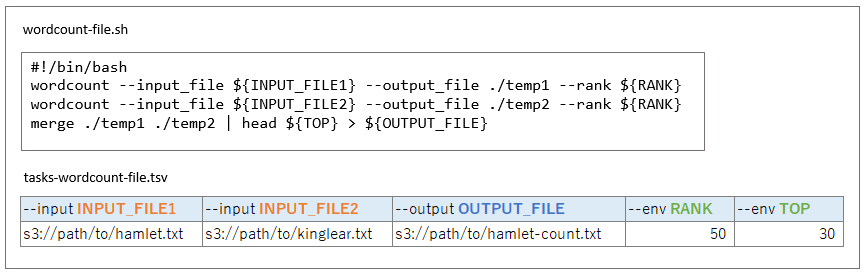 wordcount-file.sh
#!/bin/bash
wordcount --input_file ${INPUT_FILE1} --output_file ./temp1 --rank ${RANK}
wordcount --input_file ${INPUT_FILE2} --output_file ./temp2 --rank ${RANK}
merge ./temp1 ./temp2 | head ${TOP} > ${OUTPUT_FILE}
tasks-wordcount-file.tsv
--input INPUT_FILE1 --input INPUT_FILE2 --output OUTPUT_FILE --env RANK --env TOP
s3://path/to/hamlet.txt s3://path/to/kinglear.txt s3://path/to/hamlet-count.txt 50 30